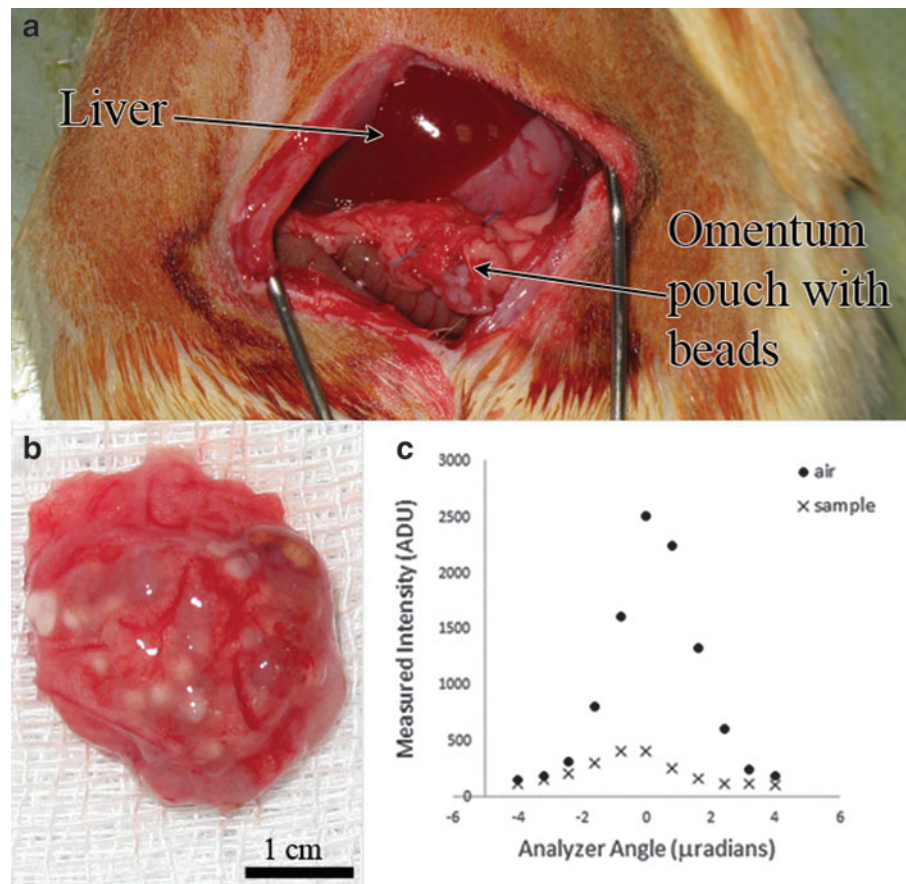 a
Liver
Omentum
pouch with
beads
b
1 cm
c
3000
2500
2000
1500
1000
500
0
-6
-4
-2
0
2
4
6
Measured Intensity (ADU)
Analyzer Angle (μradians)
● air
× sample